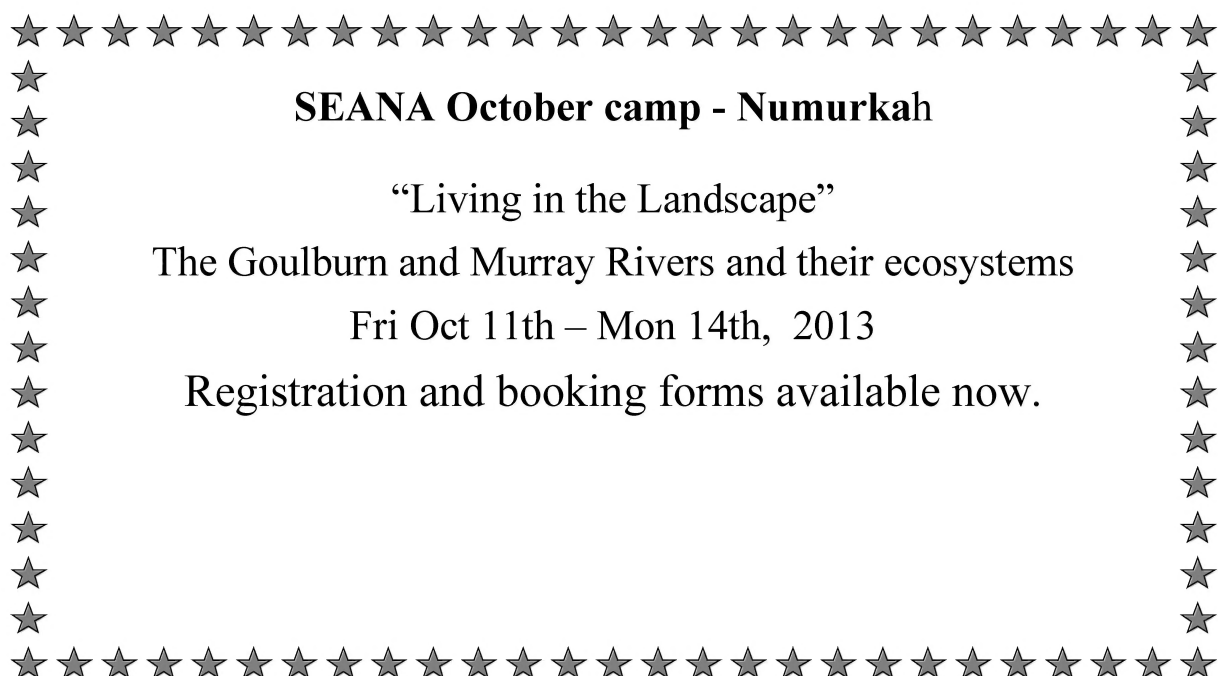 SEANA October camp - Numurkah
“Living in the Landscape”
The Goulburn and Murray Rivers and their ecosystems
Fri Oct 11th – Mon 14th,  2013
Registration and booking forms available now.